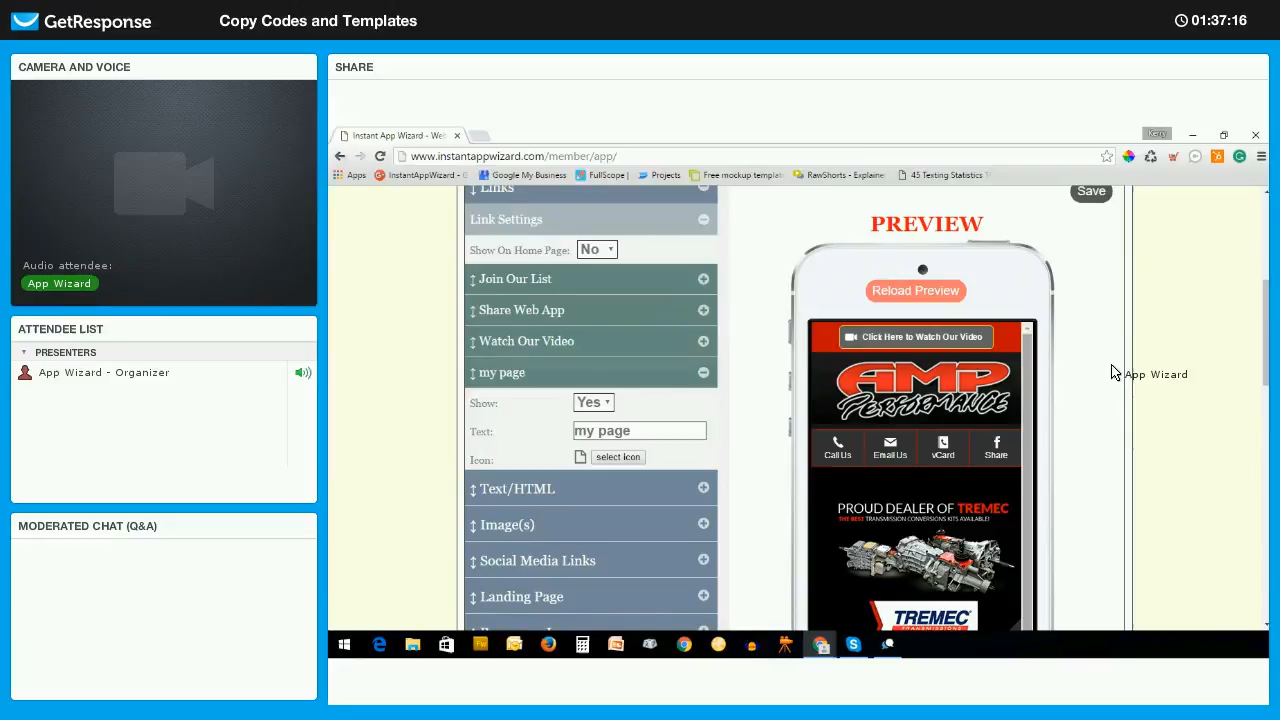 GetResponse
Copy Codes and Templates
01:37:16
CAMERA AND VOICE
Audio attendee:
App Wizard
ATTENDEE LIST
PRESENTERS
App Wizard - Organizer
MODERATED CHAT (Q&A)
SHARE
Instant App Wizard - We
Kerry
www.instantappwizard.com/member/app/
Apps
InstantAppWizard - G
Google My Business
FullScope |
Projects
Free mockup templat
RawShorts - Explaine
45 Texting Statistics T
Links
Link Settings
Show On Home Page:
No
Join Our List
Share Web App
Watch Our Video
my page
Show:
Yes
Text:
my page
Icon:
select icon
Text/HTML
Image(s)
Social Media Links
Landing Page
Save
PREVIEW
Reload Preview
Click Here to Watch Our Video
AMP
PERFORMANCE
Call Us
Email Us
vCard
Share
PROUD DEALER OF TREMEC
THE BEST TRANSMISSION CONVERSIONS KITS AVAILABLE!
TREMEC
TRANSMISSIONS
App Wizard